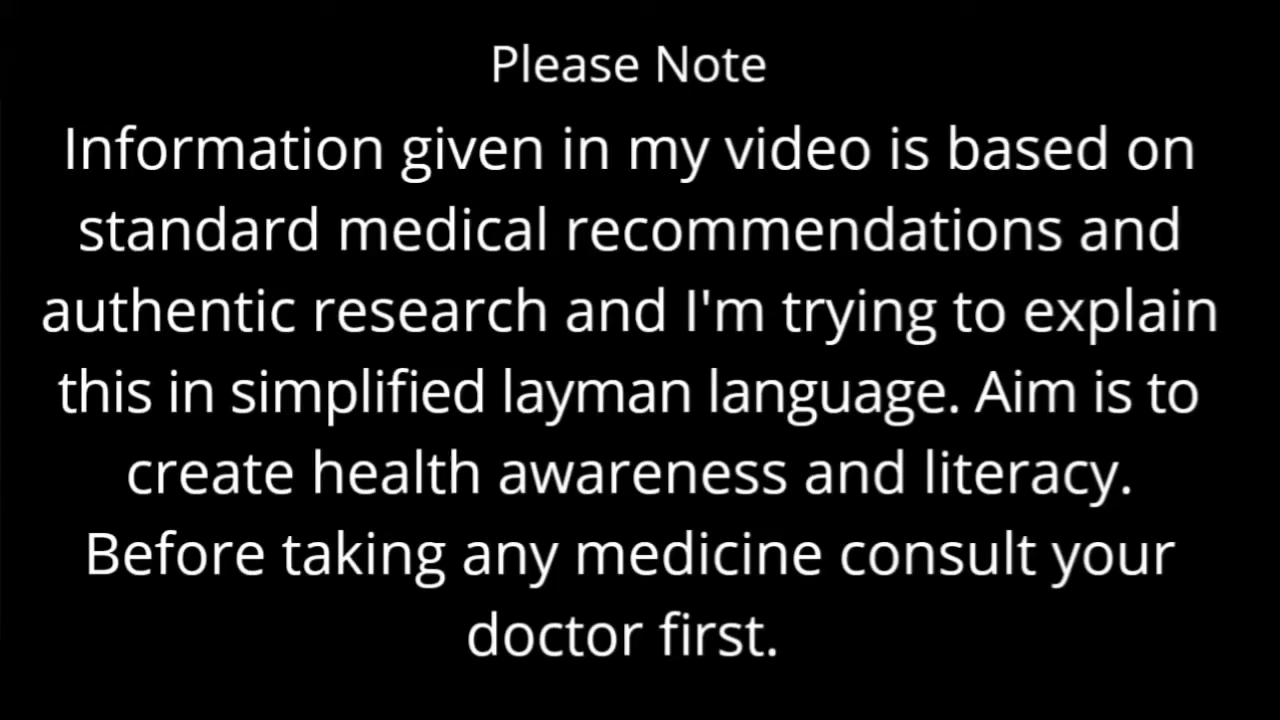 Please Note
Information given in my video is based on
standard medical recommendations and
authentic research and I'm trying to explain
this in simplified layman language. Aim is to
create health awareness and literacy.
Before taking any medicine consult your
doctor first.